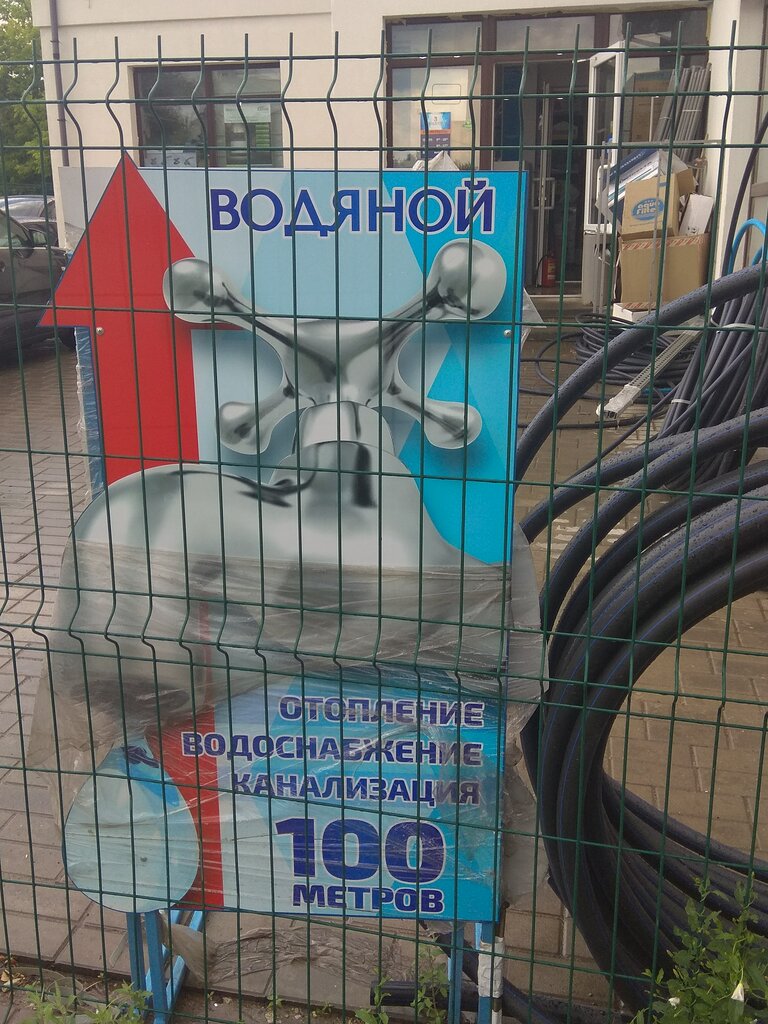 ВОДЯНОЙ
ОТОПЛЕНИЕ
ВОДОСНАБЖЕНИЕ
КАНАЛИЗАЦИЯ
100
МЕТРОВ